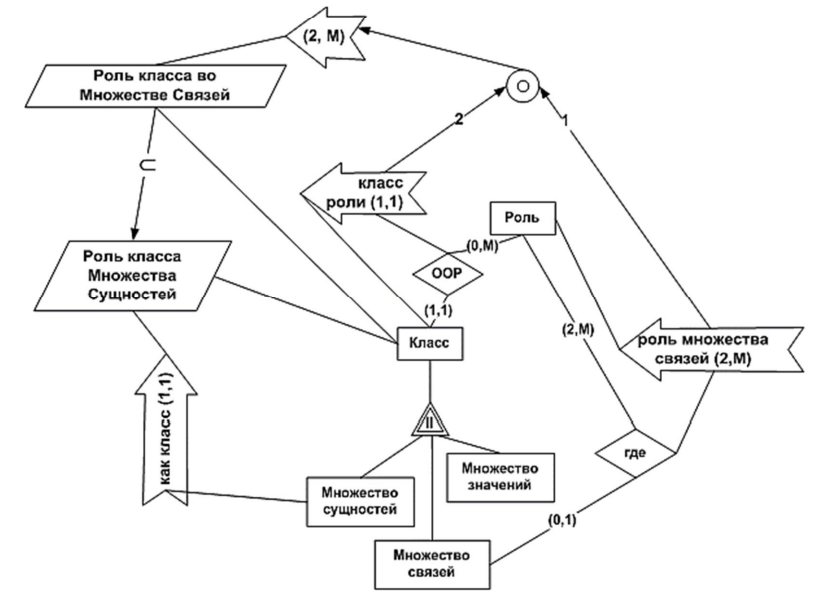 (2, M)
Роль класса во
Множестве Связей
2
1
⊂
класс
роли (1,1)
Роль
(0,M)
Роль класса
Множества
Сущностей
ООР
(1,1)
(2,M)
роль множества
связей (2,M)
Класс
как класс (1,1)
II
где
Множество
значений
Множество
сущностей
(0,1)
Множество
связей